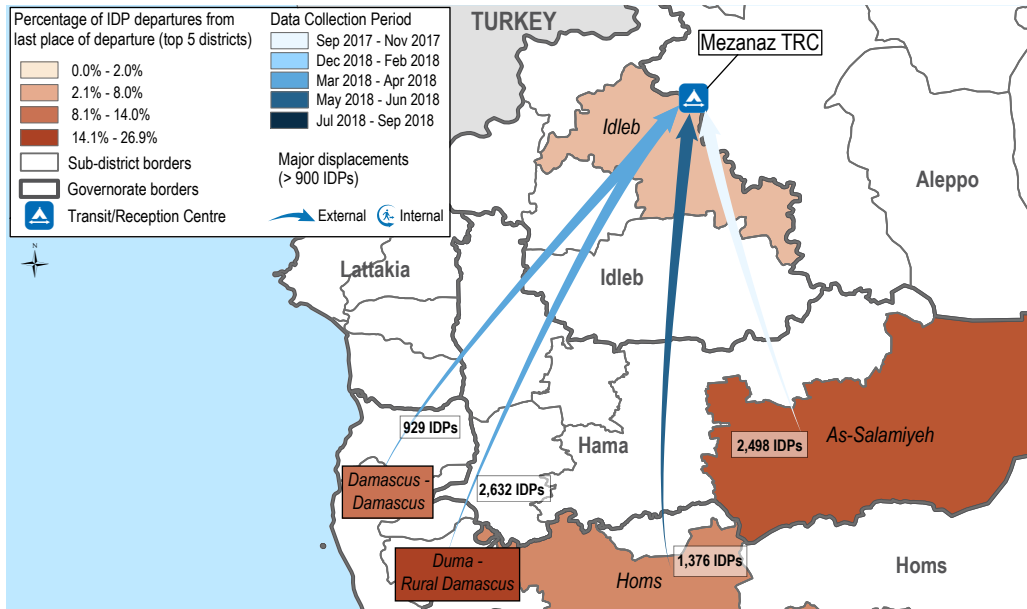 Percentage of IDP departures from
last place of departure (top 5 districts)
0.0% - 2.0%
2.1% - 8.0%
8.1% - 14.0%
14.1% - 26.9%
Sub-district borders
Governorate borders
Transit/Reception Centre
Data Collection Period
Sep 2017 - Nov 2017
Dec 2018 - Feb 2018
Mar 2018 - Apr 2018
May 2018 - Jun 2018
Jul 2018 - Sep 2018
Major displacements
(> 900 IDPs)
External
Internal
N
TURKEY
Mezanaz TRC
Idleb
Aleppo
Lattakia
Idleb
929 IDPs
Hama
2,498 IDPs
As-Salamiyeh
Damascus -
Damascus
2,632 IDPs
Duma -
Rural Damascus
Homs
1,376 IDPs
Homs